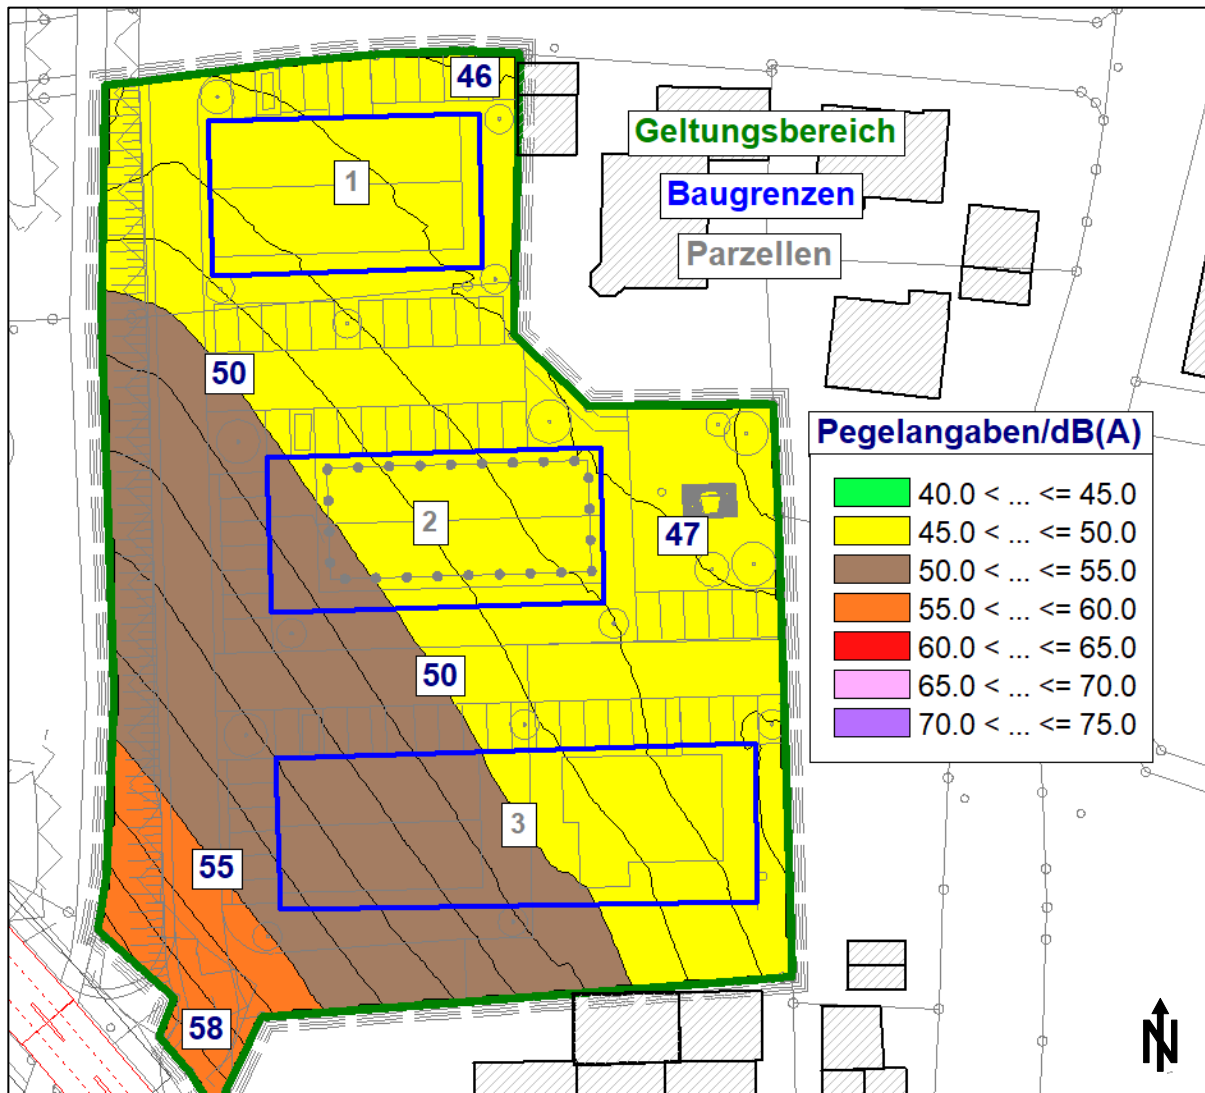 46
Geltungsbereich
1
Baugrenzen
Parzellen
50
Pegelangaben/dB(A)
40.0 < ... <= 45.0
45.0 < ... <= 50.0
50.0 < ... <= 55.0
55.0 < ... <= 60.0
60.0 < ... <= 65.0
65.0 < ... <= 70.0
70.0 < ... <= 75.0
2
47
50
3
55
58
N